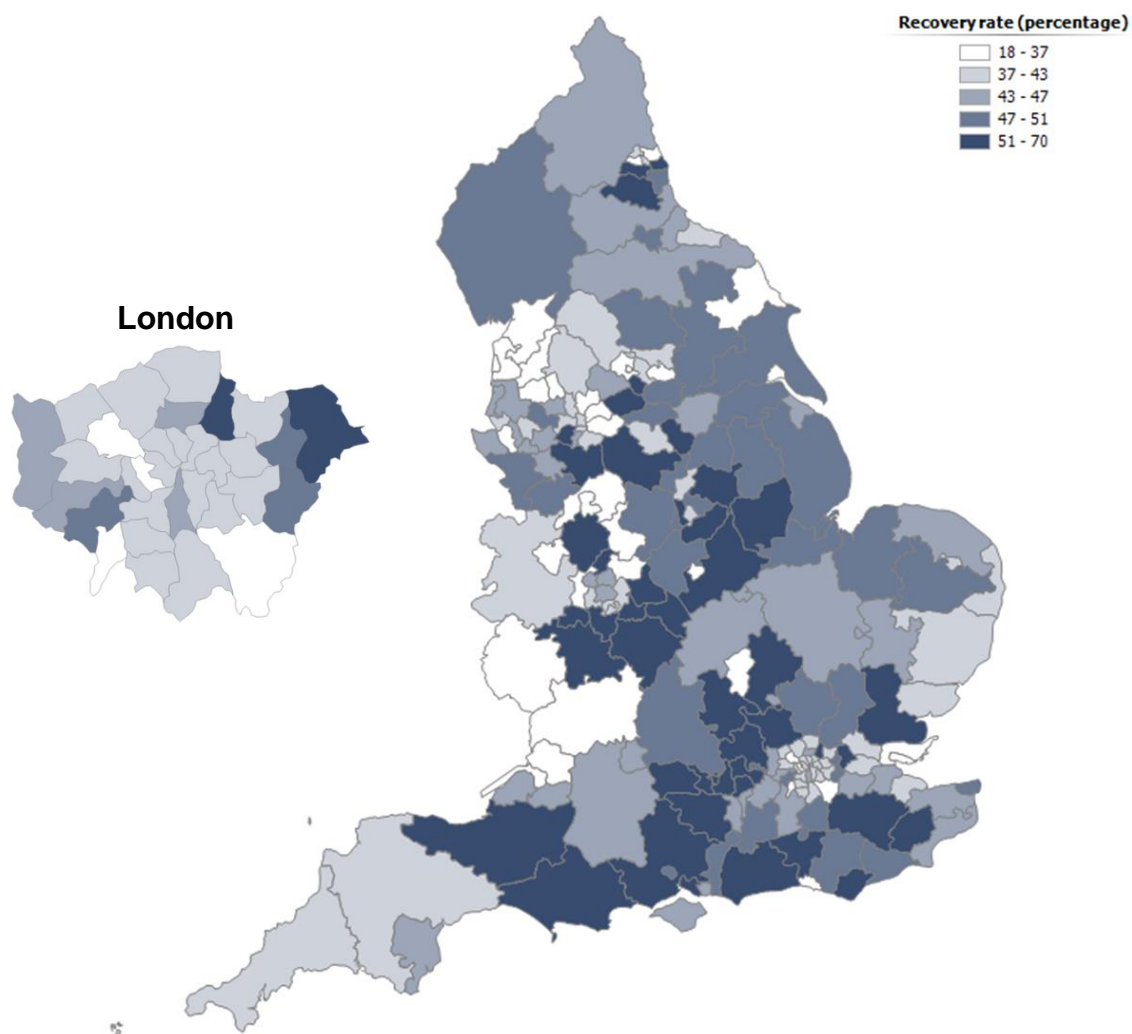 Recovery rate (percentage)
18 - 37
37 - 43
43 - 47
47 - 51
51 - 70
London